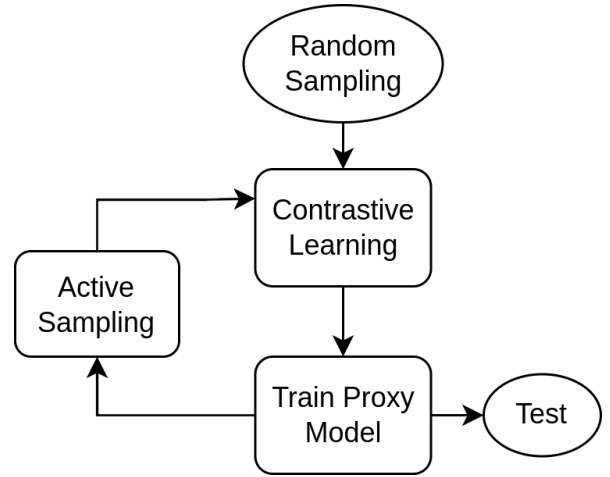 Random
Sampling
Contrastive
Learning
Active
Sampling
Train Proxy
Model
Test